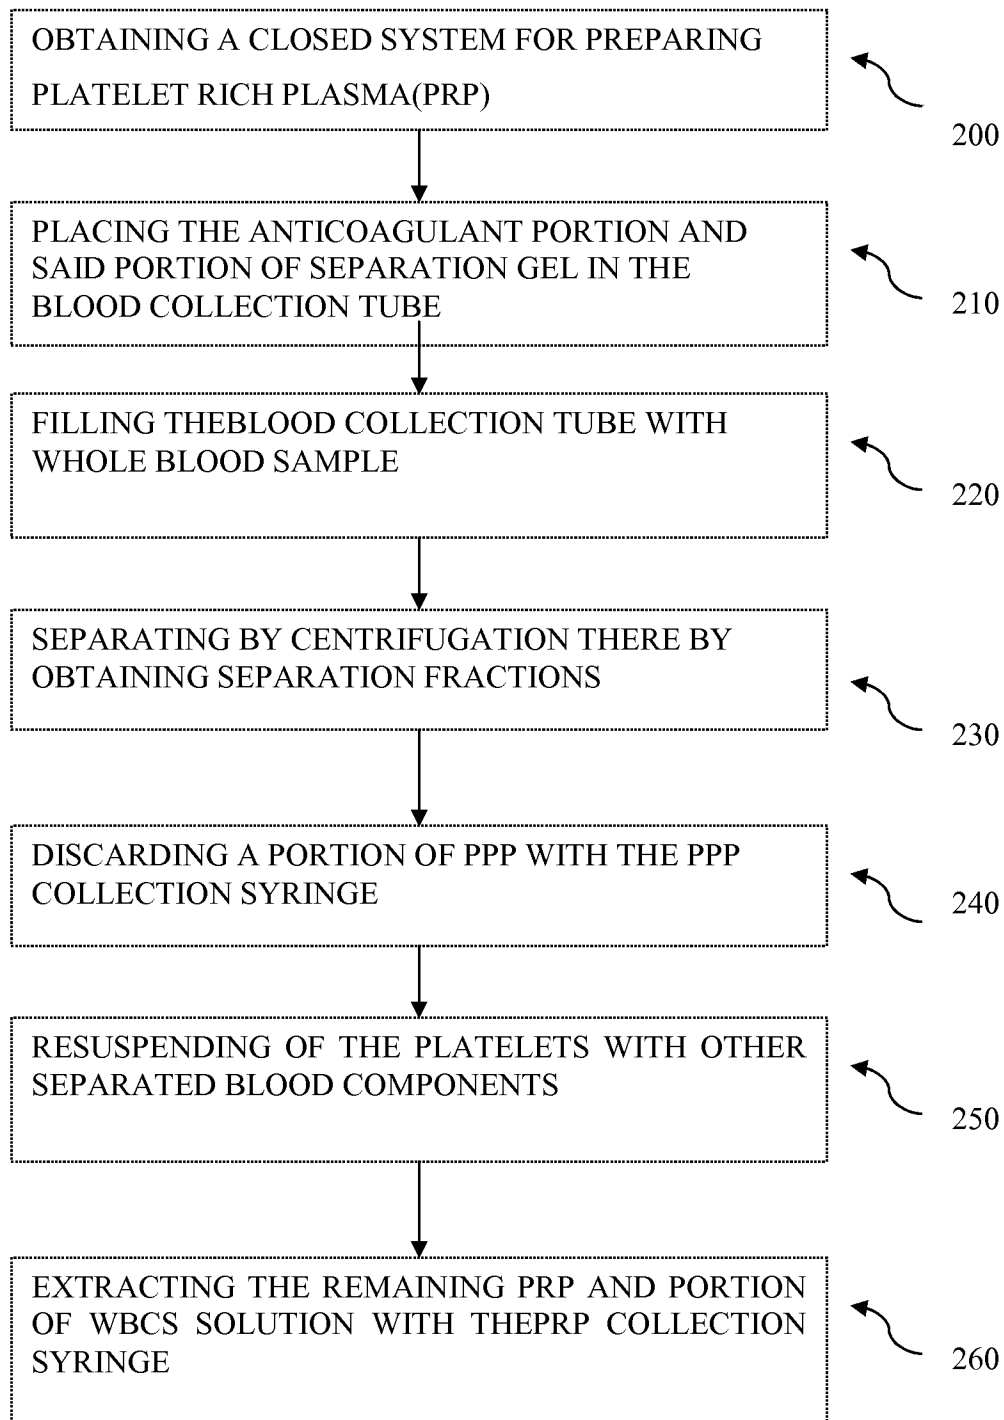 OBTAINING A CLOSED SYSTEM FOR PREPARING
PLATELET RICH PLASMA(PRP)
200
PLACING THE ANTICOAGULANT PORTION AND
SAID PORTION OF SEPARATION GEL IN THE
BLOOD COLLECTION TUBE
210
FILLING THEBLOOD COLLECTION TUBE WITH
WHOLE BLOOD SAMPLE
220
SEPARATING BY CENTRIFUGATION THERE BY
OBTAINING SEPARATION FRACTIONS
230
DISCARDING A PORTION OF PPP WITH THE PPP
COLLECTION SYRINGE
240
RESUSPENDING OF THE PLATELETS WITH OTHER
SEPARATED BLOOD COMPONENTS
250
EXTRACTING THE REMAINING PRP AND PORTION
OF WBCS SOLUTION WITH THEPRP COLLECTION
SYRINGE
260